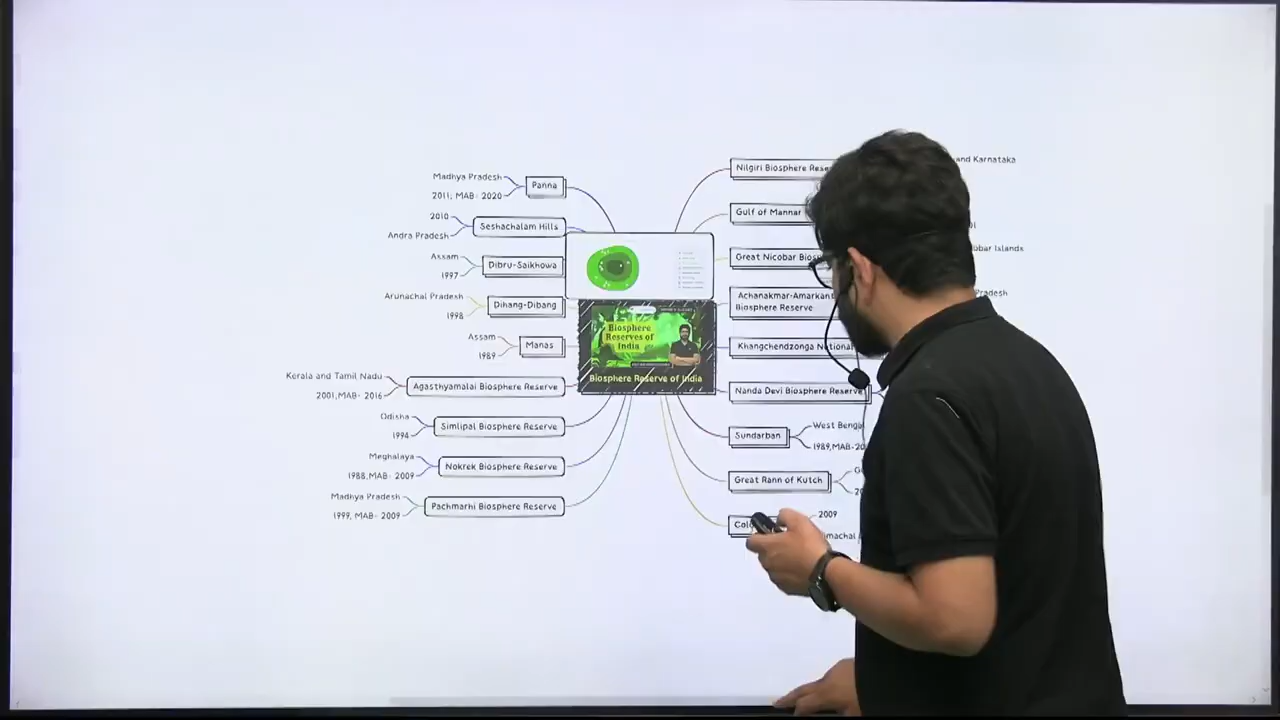 Madhya Pradesh
Panna
2011, MAB- 2020
2010
Seshachalam Hills
Andra Pradesh
Assam
Dibru-Saikhowa
1997
Arunachal Pradesh
Dihang-Dibang
1998
Assam
Manas
1989
Kerala and Tamil Nadu
Agasthyamalai Biosphere Reserve
2001,MAB- 2016
Odisha
Simlipal Biosphere Reserve
1994
Meghalaya
Nokrek Biosphere Reserve
1988,MAB- 2009
Madhya Pradesh
Pachmarhi Biosphere Reserve
1999, MAB- 2009
Biosphere
Reserves of
India
Biosphere Reserve of India
Nilgiri Biosphere Rese
and Karnataka
Gulf of Mannar
Great Nicobar Biosp
obar Islands
Achanakmar-Amarkant
Biosphere Reserve
Pradesh
Khangchendzonga National
Nanda Devi Biosphere Reserve
Sundarban
West Benga
1989,MAB-20
Great Rann of Kutch
G
20
Col
2009
machal